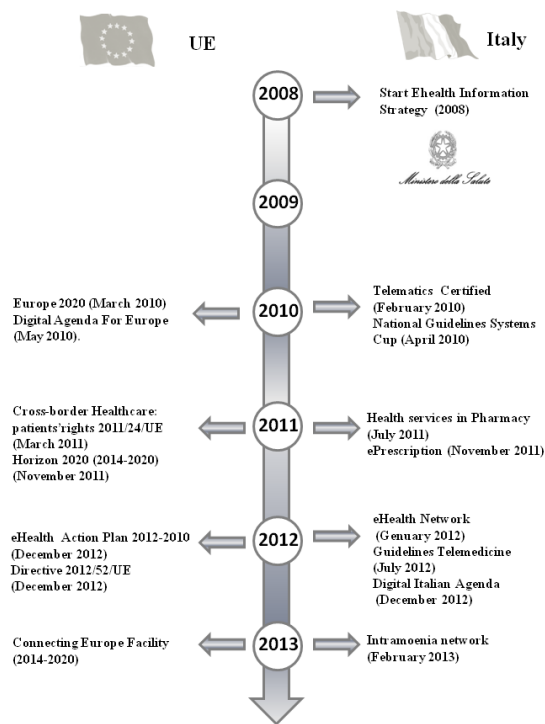 UE
Italy
2008
Start Ehealth Information
Strategy (2008)
Ministero della Salute
2009
Europe 2020 (March 2010)
Digital Agenda For Europe
(May 2010).
2010
Telematics Certified
(February 2010)
National Guidelines Systems
Cup (April 2010)
Cross-border Healthcare:
patients'rights 2011/24/UE
(March 2011)
Horizon 2020 (2014-2020)
(November 2011)
2011
Health services in Pharmacy
(July 2011)
ePrescription (November 2011)
eHealth Action Plan 2012-2010
(December 2012)
Directive 2012/52/UE
(December 2012)
2012
eHealth Network
(Genuary 2012)
Guidelines Telemedicine
(July 2012)
Digital Italian Agenda
(December 2012)
Connecting Europe Facility
(2014-2020)
2013
Intramoenia network
(February 2013)